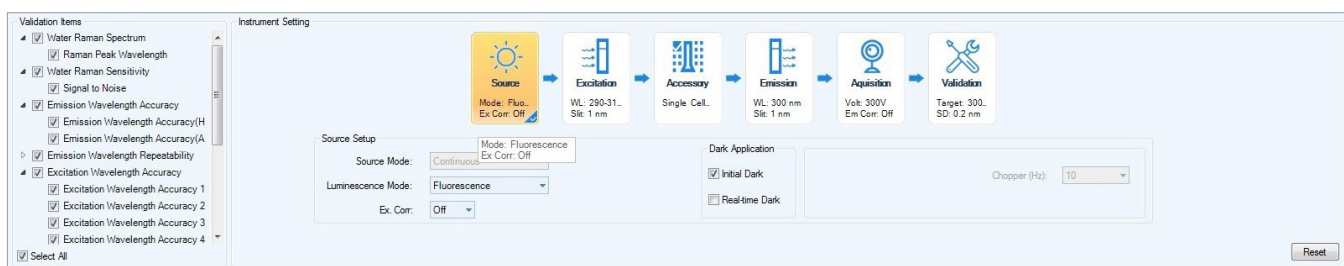 Validation Items
Water Raman Spectrum
Raman Peak Wavelength
Water Raman Sensitivity
Signal to Noise
Emission Wavelength Accuracy
Emission Wavelength Accuracy(H
Emission Wavelength Accuracy(A
Emission Wavelength Repeatability
Excitation Wavelength Accuracy
Excitation Wavelength Accuracy 1
Excitation Wavelength Accuracy 2
Excitation Wavelength Accuracy 3
Excitation Wavelength Accuracy 4
Select All
Instrument Setting
Source
Mode: Fluo..
Ex Corr: Off
Excitation
WL: 290-31..
Slit: 1 nm
Accessory
Single Cell..
Emission
WL: 300 nm
Slit: 1 nm
Aquisition
Volt: 300V
Em Corr: Off
Validation
Target: 300..
SD: 0.2 nm
Source Setup
Mode: Fluorescence
Ex Corr: Off
Source Mode: Continuous
Luminescence Mode: Fluorescence
Ex. Corr: Off
Dark Application
Initial Dark
Real-time Dark
Chopper (Hz): 10
Reset